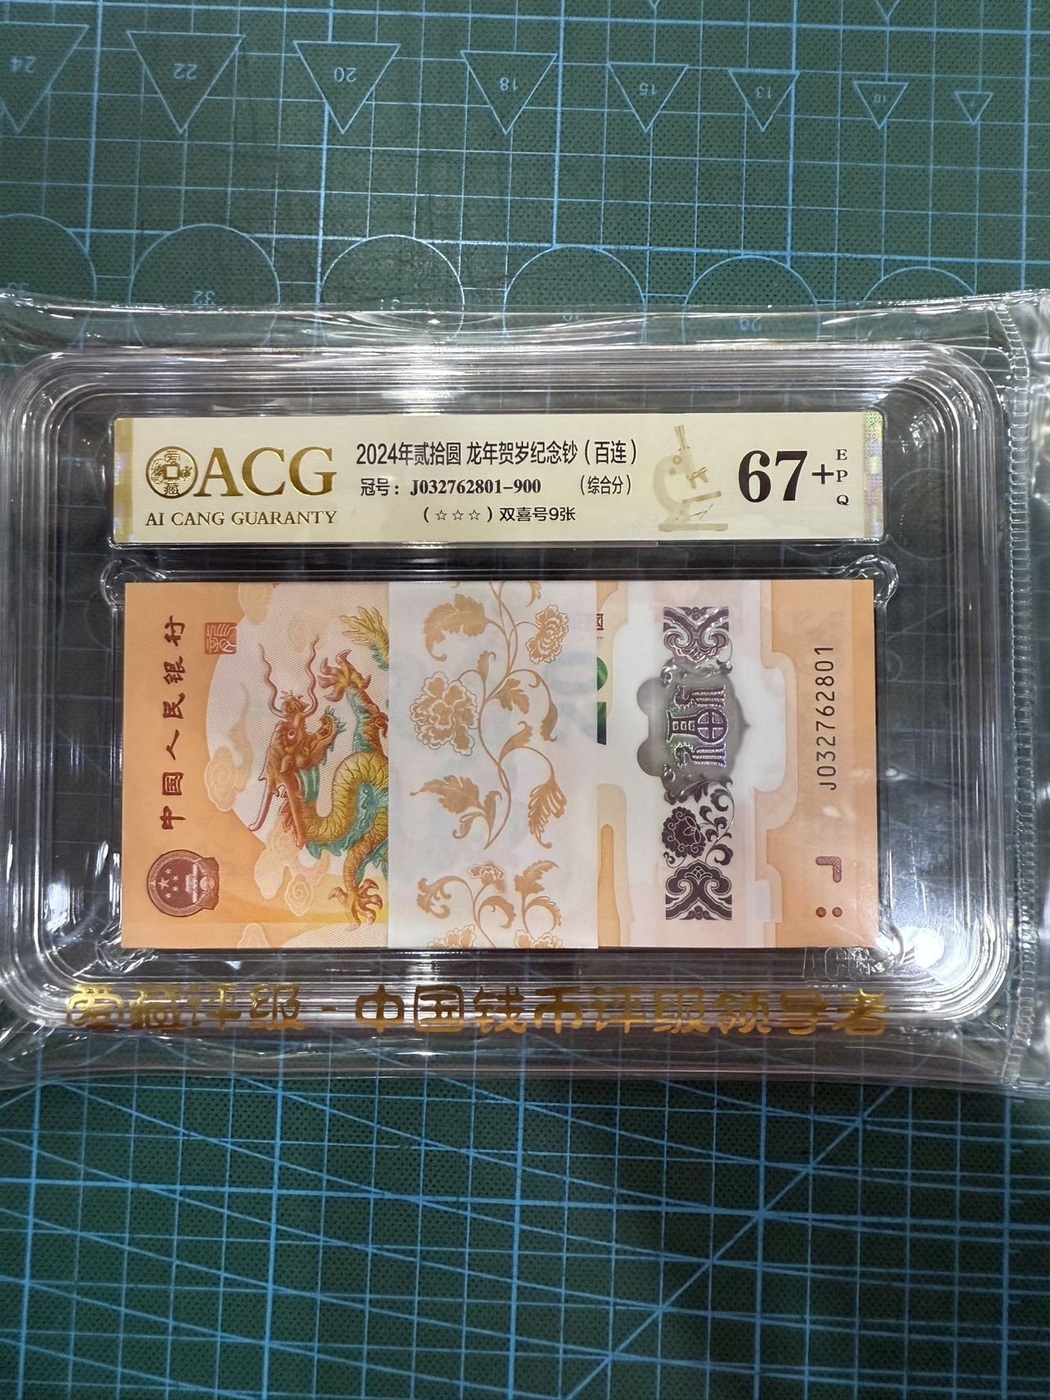 24
22
20
18
15
13
10
32
ACG
AI CANG GUARANTY
2024年贰拾圆 龙年贺岁纪念钞（百连）
冠号：J032762801-900 （综合分）
（☆☆☆）双喜号9张
67+
EPQ
中国人民银行
J032762801
爱藏评级-中国钱币评级领导者